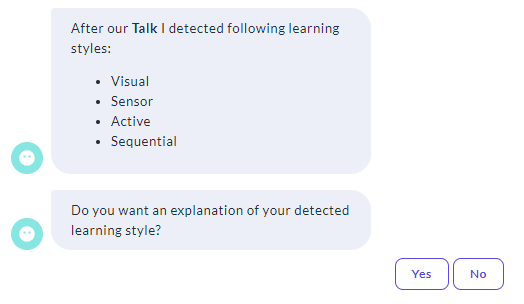 After our Talk I detected following learning
styles:
• Visual
• Sensor
• Active
• Sequential
Do you want an explanation of your detected
learning style?
Yes No